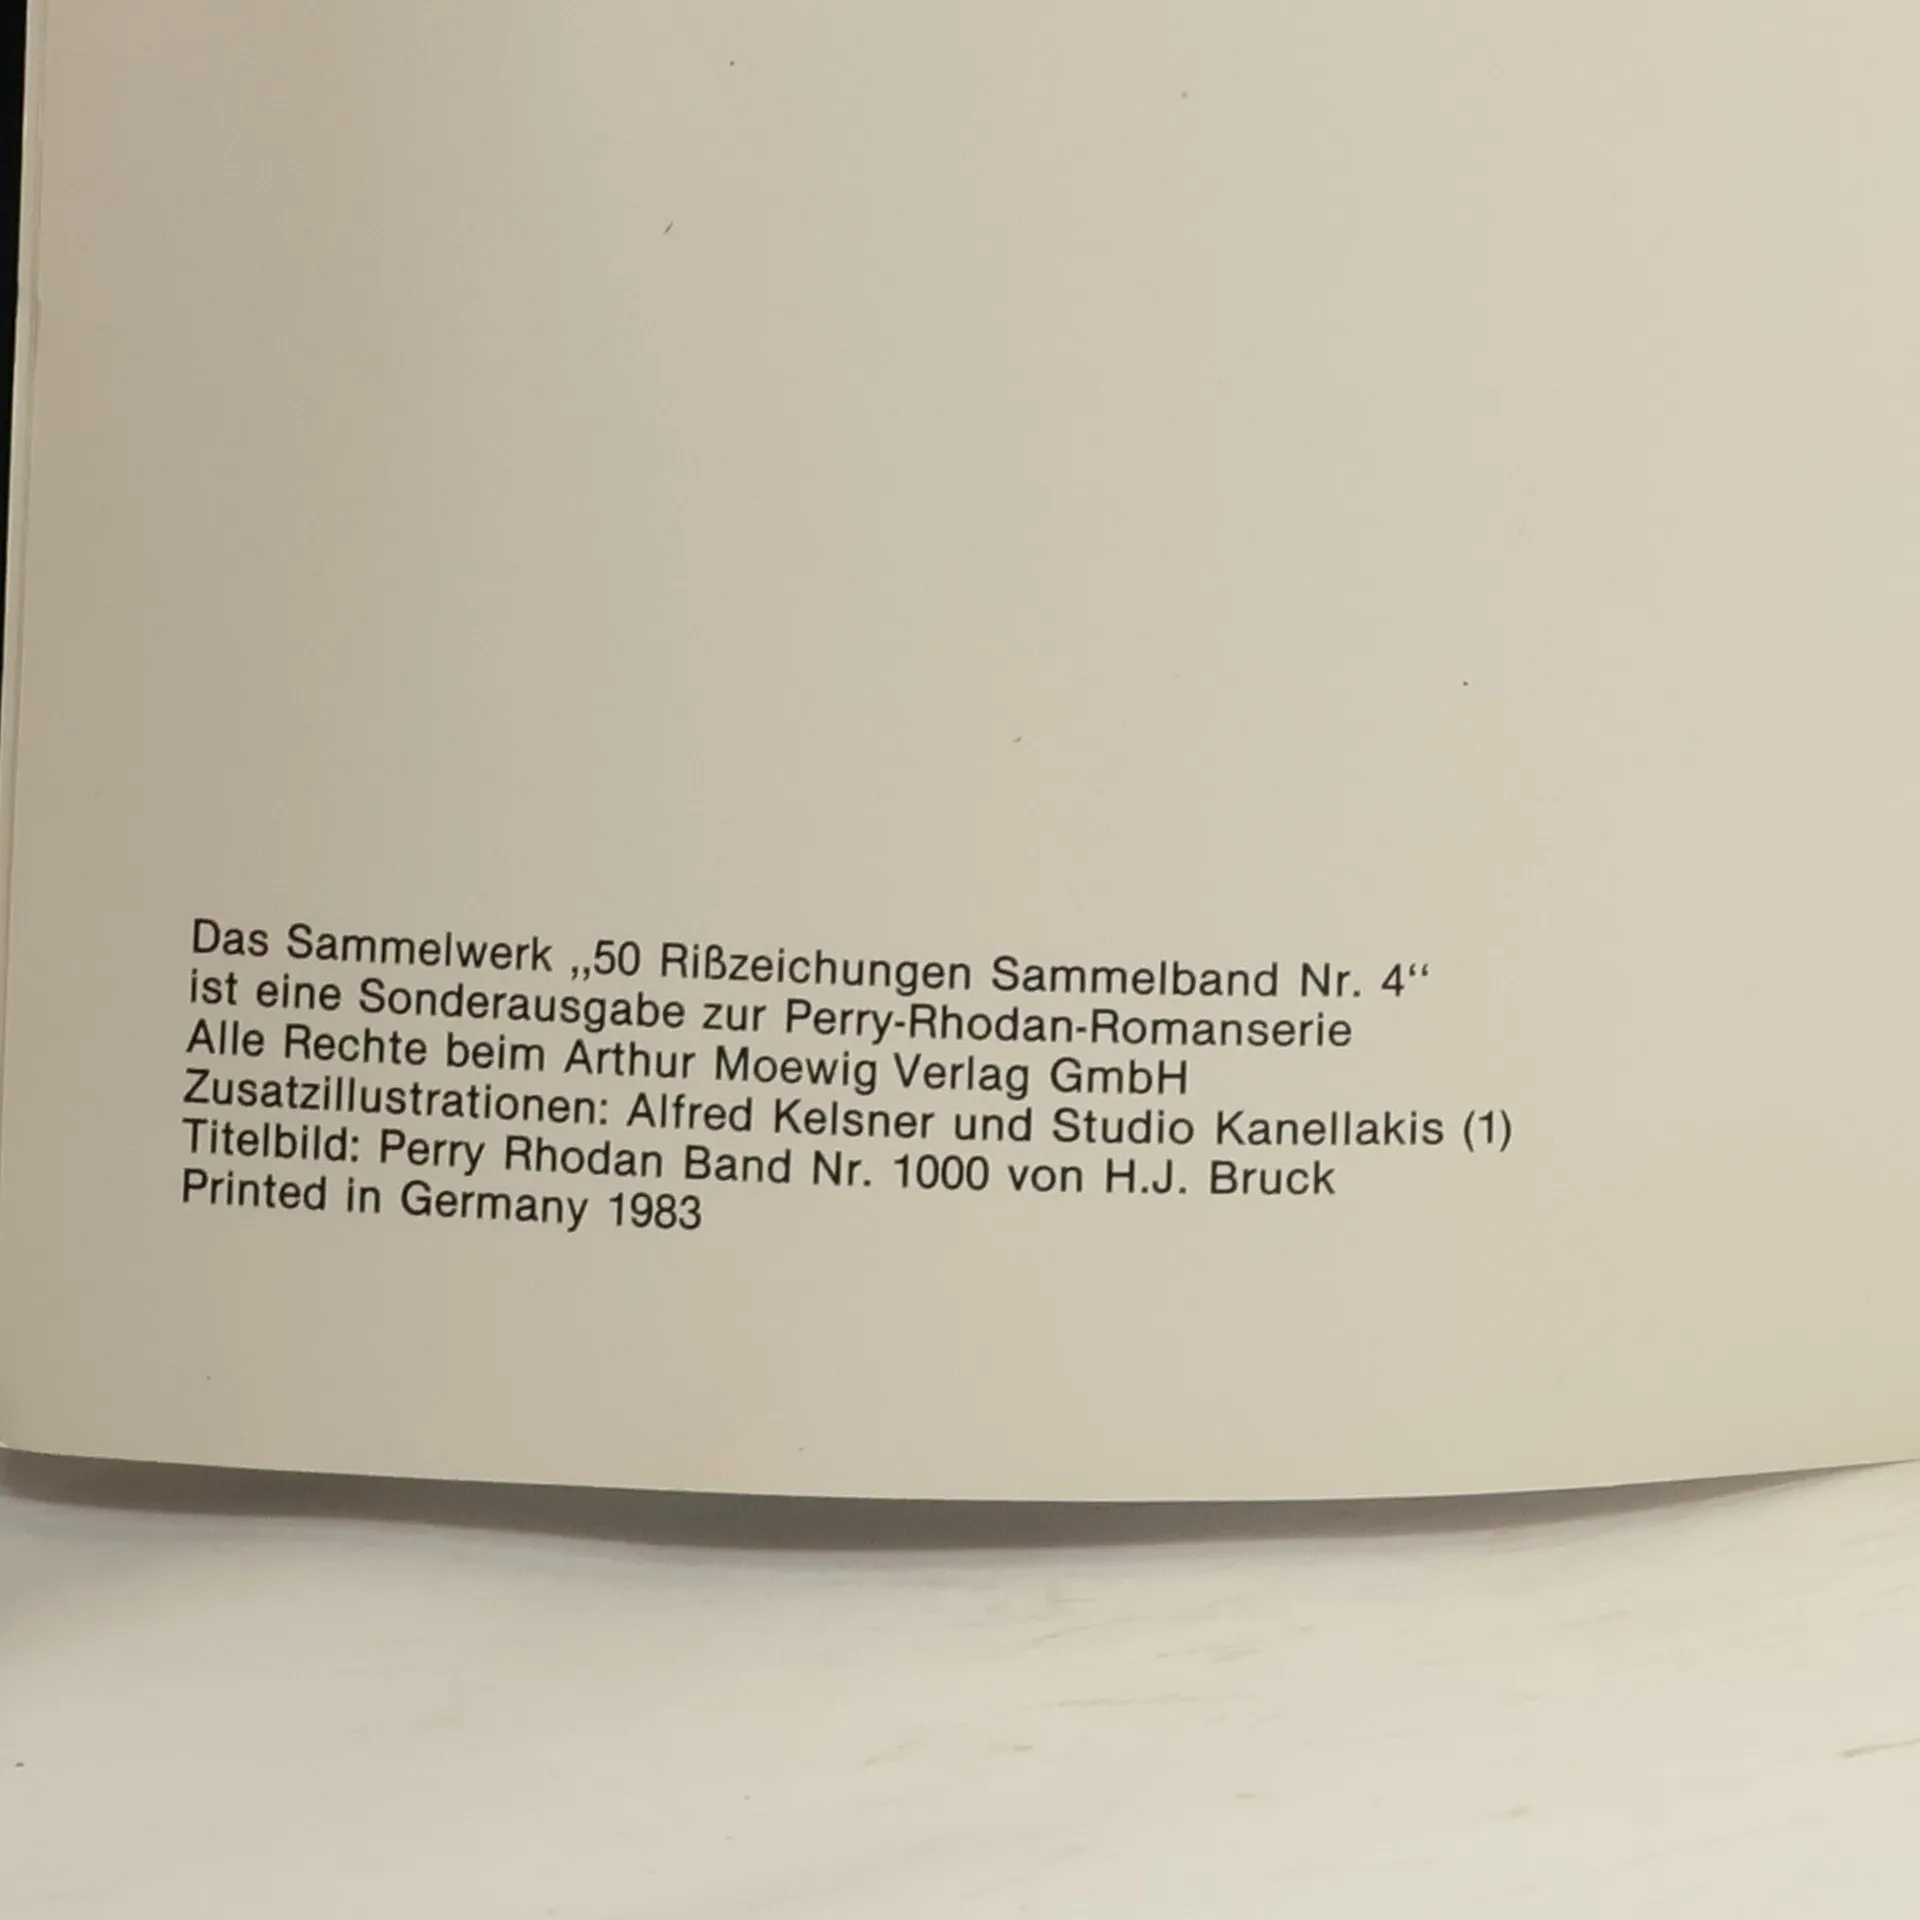 Das Sammelwerk „50 Rißzeichungen Sammelband Nr. 4“
ist eine Sonderausgabe zur Perry-Rhodan-Romanserie
Alle Rechte beim Arthur Moewig Verlag GmbH
Zusatzillustrationen: Alfred Kelsner und Studio Kanellakis (1)
Titelbild: Perry Rhodan Band Nr. 1000 von H.J. Bruck
Printed in Germany 1983